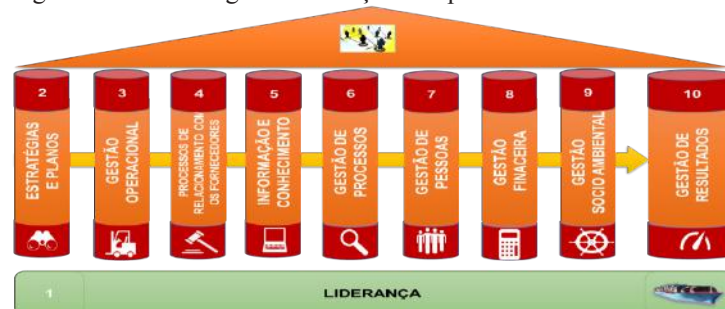 2
ESTRATÉGIAS
E PLANOS
3
GESTÃO
OPERACIONAL
4
PROCESSOS DE
RELACIONAMENTO COM
OS FORNECEDORES
5
INFORMAÇÃO E
CONHECIMENTO
6
GESTÃO DE
PROCESSOS
7
GESTÃO DE
PESSOAS
8
GESTÃO
FINACEIRA
9
GESTÃO
SOCIO AMBIENTAL
10
GESTÃO DE
RESULTADOS
1
LIDERANÇA